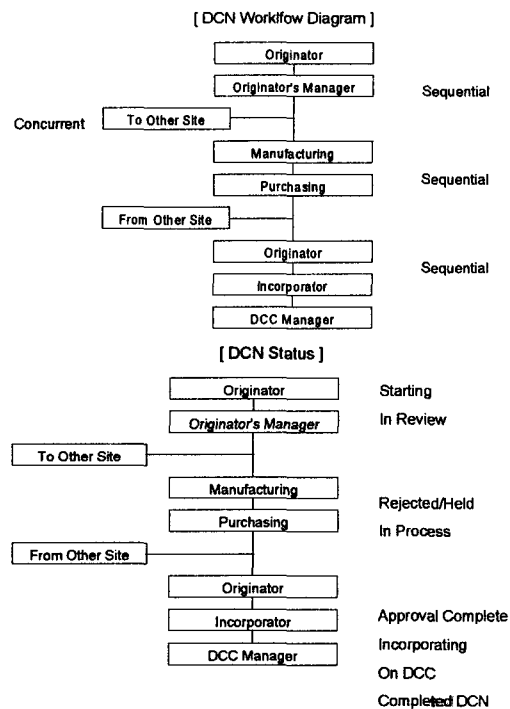 [ DCN Worklfow Diagram ]
Originator
Originator's Manager
Sequential
Concurrent
To Other Site
Manufacturing
Purchasing
Sequential
From Other Site
Originator
Sequential
Incorporator
DCC Manager
[ DCN Status ]
Originator
Starting
Originator's Manager
In Review
To Other Site
Manufacturing
Rejected/Held
Purchasing
In Process
From Other Site
Originator
Approval Complete
Incorporator
Incorporating
DCC Manager
On DCC
Completed DCN